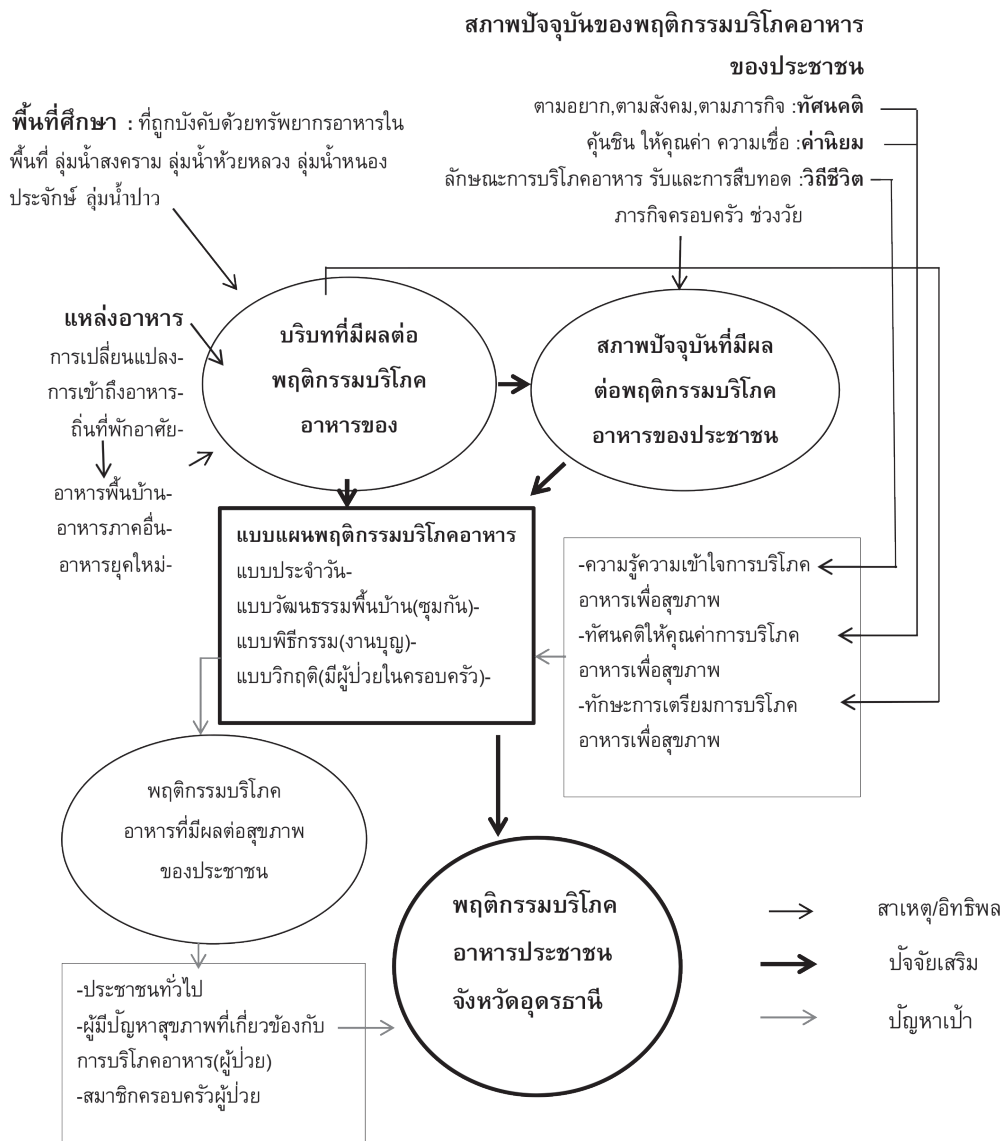 สภาพปัจจุบันของพฤติกรรมบริโภคอาหาร
ของประชาชน
ตามอยาก,ตามสังคม,ตามภารกิจ :ทัศนคติ
คุ้นชิน ให้คุณค่า ความเชื่อ :ค่านิยม
ลักษณะการบริโภคอาหาร รับและการสืบทอด :วิถีชีวิต
ภารกิจครอบครัว ช่วงวัย
พื้นที่ศึกษา : ที่ถูกบังคับด้วยทรัพยากรอาหารใน
พื้นที่ ลุ่มน้ำสงคราม ลุ่มน้ำห้วยหลวง ลุ่มน้ำหนอง
ประจักษ์ ลุ่มน้ำปาว
แหล่งอาหาร
การเปลี่ยนแปลง-
การเข้าถึงอาหาร-
ถิ่นที่พักอาศัย-
อาหารพื้นบ้าน-
อาหารภาคอื่น-
อาหารยุคใหม่-
บริบทที่มีผลต่อ
พฤติกรรมบริโภค
อาหารของ
สภาพปัจจุบันที่มีผล
ต่อพฤติกรรมบริโภค
อาหารของประชาชน
แบบแผนพฤติกรรมบริโภคอาหาร
แบบประจำวัน-
แบบวัฒนธรรมพื้นบ้าน(ซุมกัน)-
แบบพิธีกรรม(งานบุญ)-
แบบวิกฤติ(มีผู้ป่วยในครอบครัว)-
-ความรู้ความเข้าใจการบริโภค
อาหารเพื่อสุขภาพ
-ทัศนคติให้คุณค่าการบริโภค
อาหารเพื่อสุขภาพ
-ทักษะการเตรียมการบริโภค
อาหารเพื่อสุขภาพ
พฤติกรรมบริโภค
อาหารที่มีผลต่อสุขภาพ
ของประชาชน
-ประชาชนทั่วไป
-ผู้มีปัญหาสุขภาพที่เกี่ยวข้องกับ
การบริโภคอาหาร(ผู้ป่วย)
-สมาชิกครอบครัวผู้ป่วย
พฤติกรรมบริโภค
อาหารประชาชน
จังหวัดอุดรธานี
สาเหตุ/อิทธิพล
ปัจจัยเสริม
ปัญหาเป้า